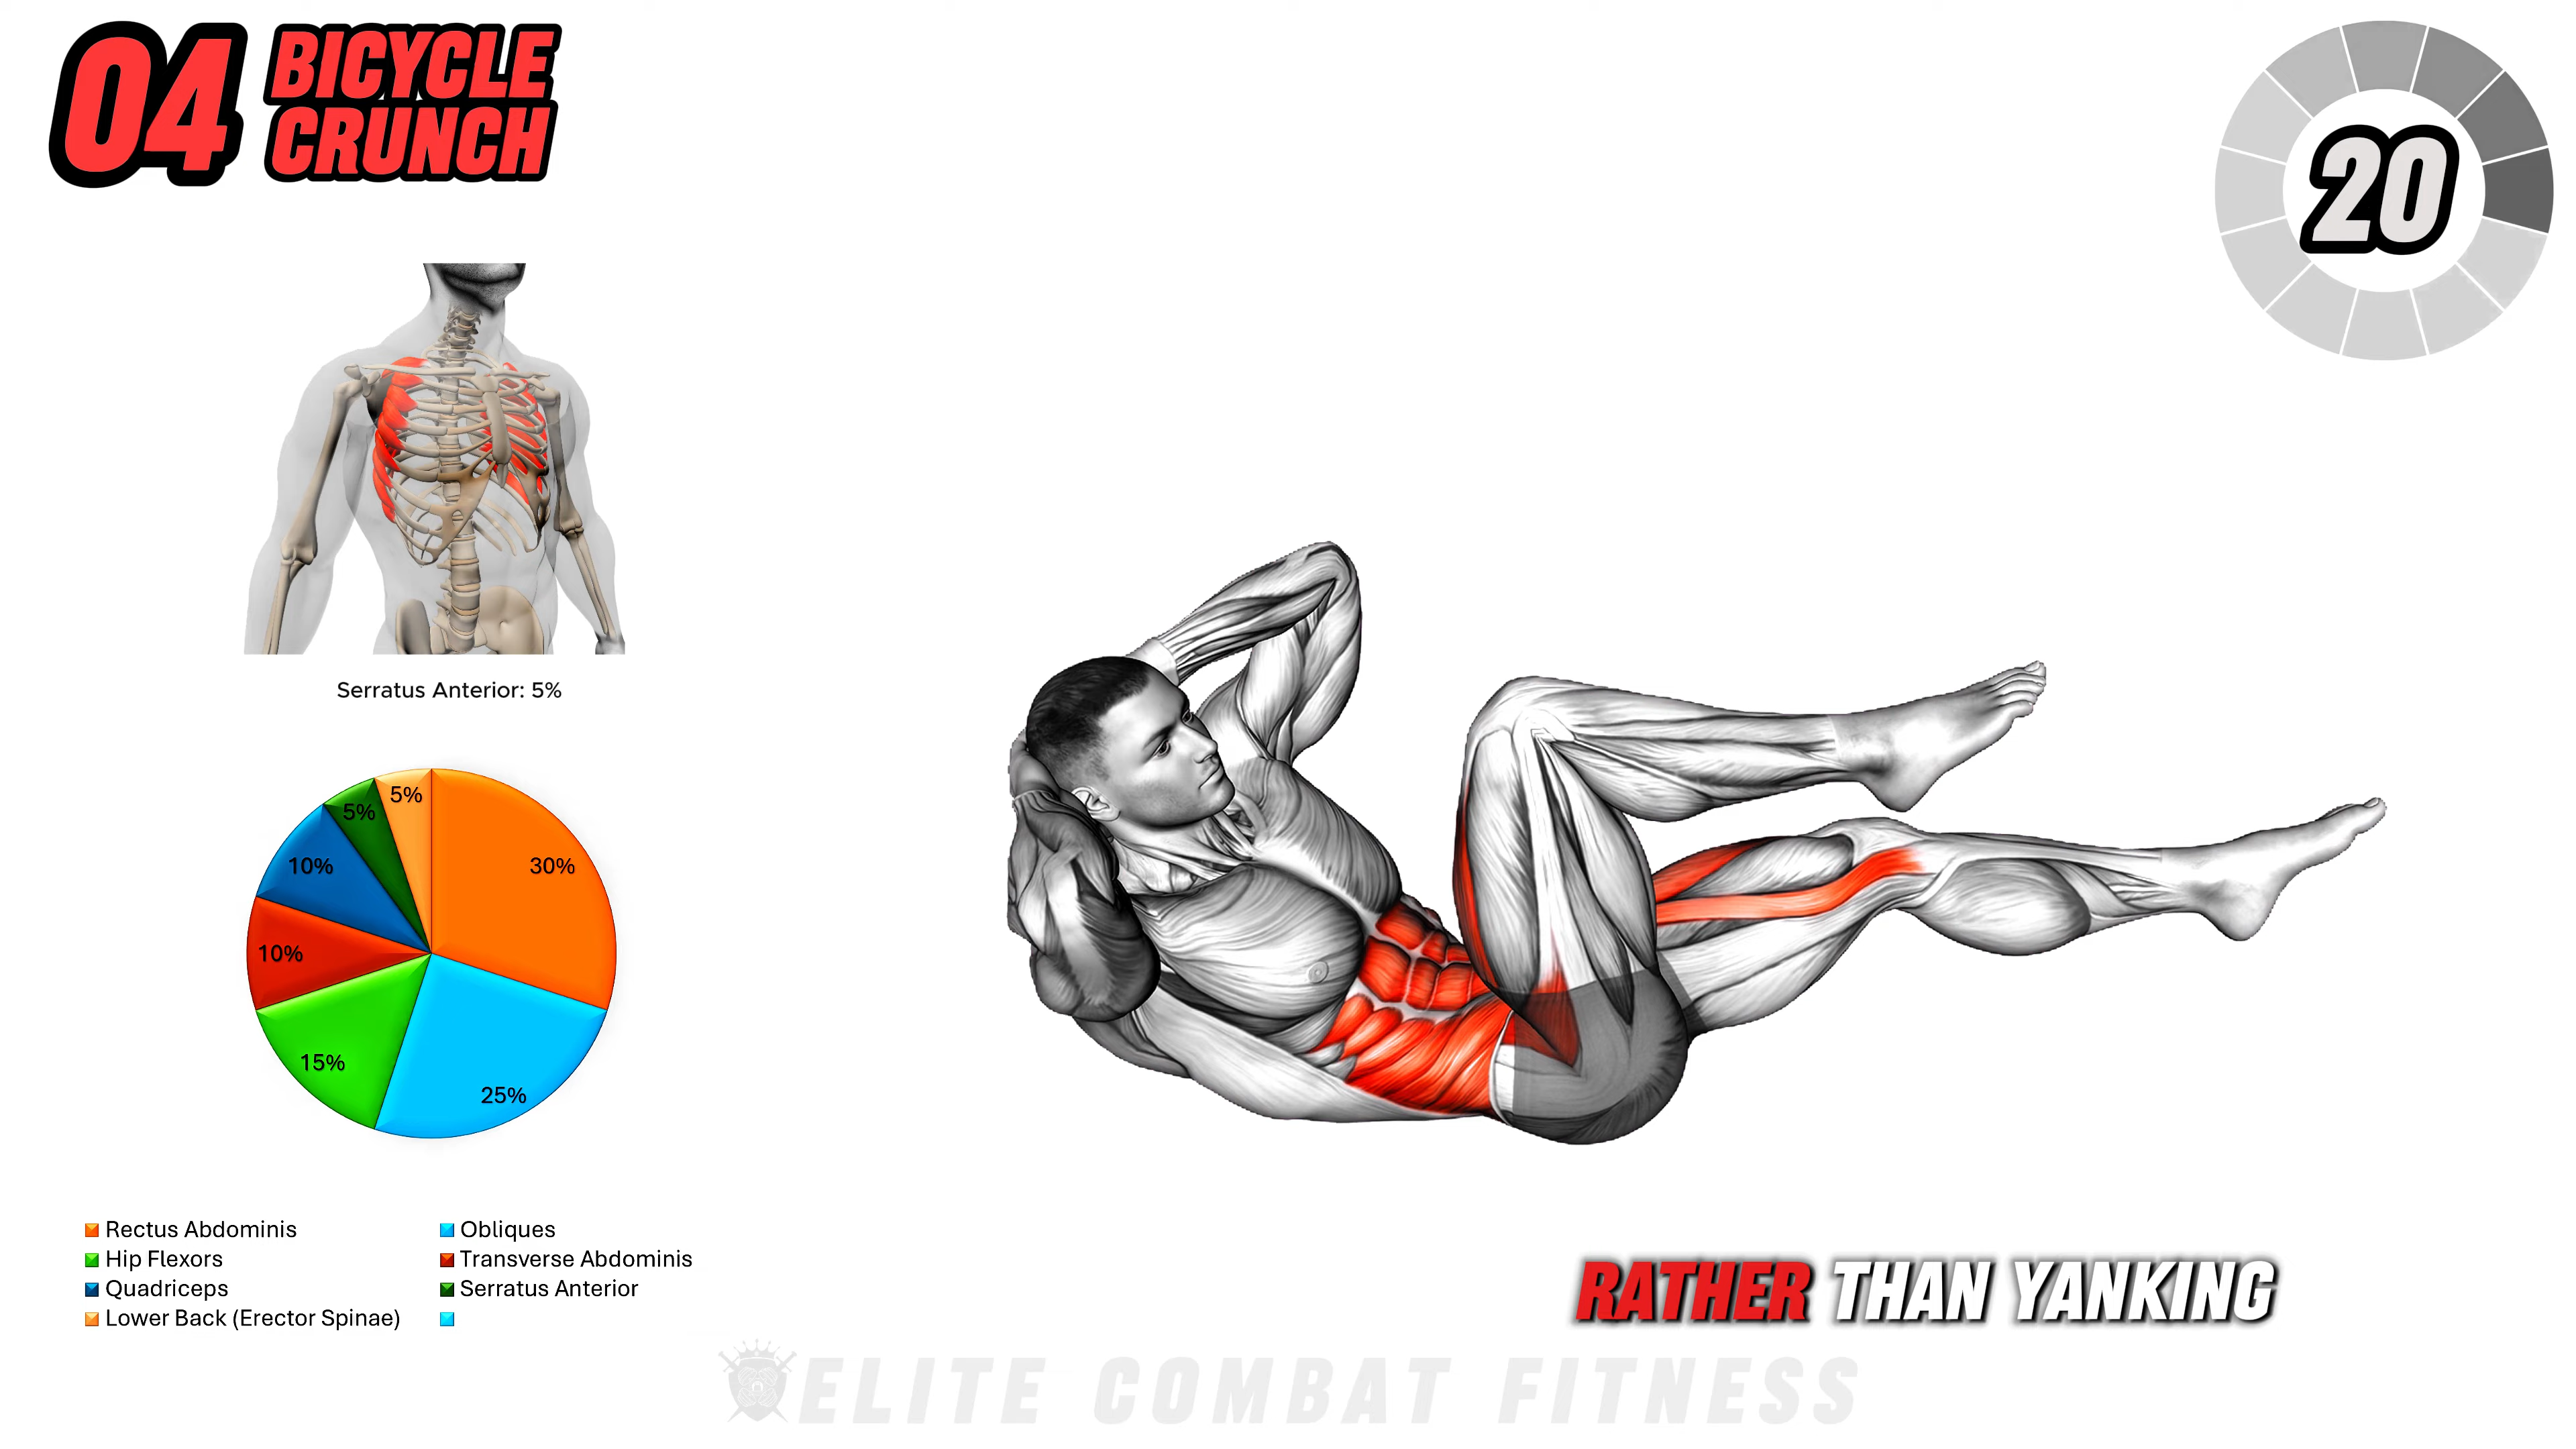 04 BICYCLE
CRUNCH
20
Serratus Anterior: 5%
5%
5%
30%
10%
10%
15%
25%
Rectus Abdominis
Obliques
Hip Flexors
Transverse Abdominis
Quadriceps
Serratus Anterior
Lower Back (Erector Spinae)
RATHER THAN YANKING
ELITE COMBAT FITNESS